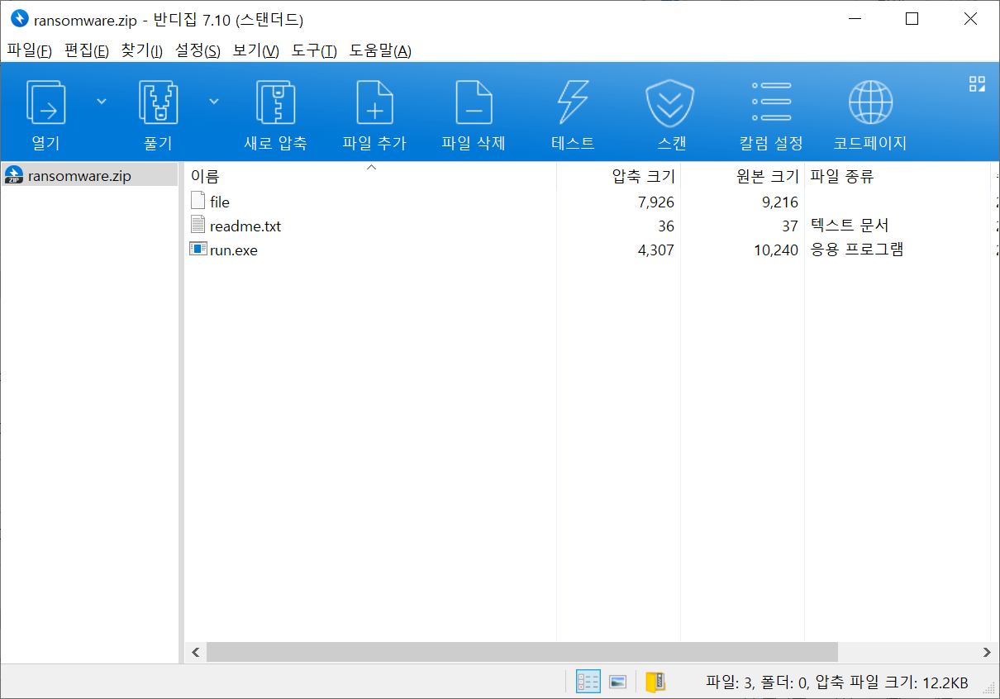 ransomware.zip - 반디집 7.10 (스탠더드)
파일(F) 편집(E) 찾기(I) 설정(S) 보기(V) 도구(T) 도움말(A)
열기 풀기 새로 압축 파일 추가 파일 삭제 테스트 스캔 칼럼 설정 코드페이지
ZIP ransomware.zip
이름 압축 크기 원본 크기 파일 종류
file 7,926 9,216
readme.txt 36 37 텍스트 문서
run.exe 4,307 10,240 응용 프로그램
파일: 3, 폴더: 0, 압축 파일 크기: 12.2KB